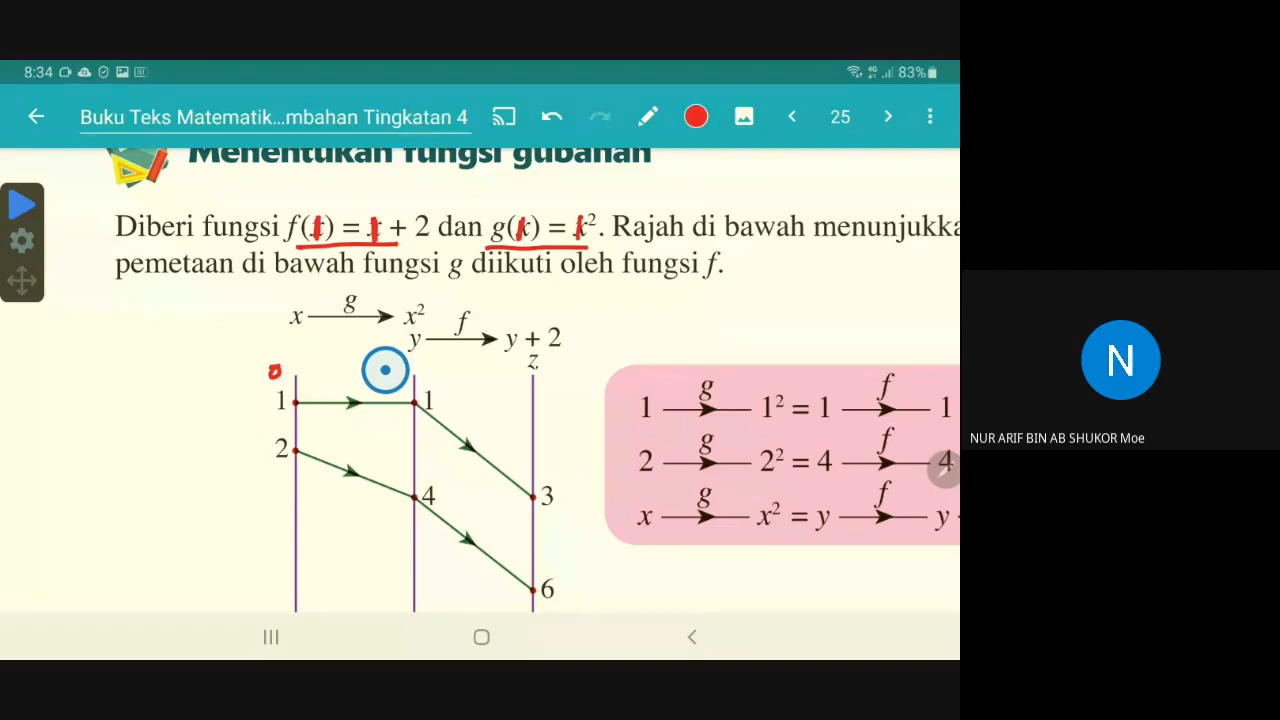 8:34 83%
Buku Teks Matematik...mbahan Tingkatan 4 25
Menentukan fungsi gubahan
Diberi fungsi f(x) = x + 2 dan g(x) = x². Rajah di bawah menunjukka
pemetaan di bawah fungsi g diikuti oleh fungsi f.
x g x²
y f y + 2
z
1 1
2
4 3
6
1 g 1² = 1 f 1
2 g 2² = 4 f 4
x g x² = y f y
N
NUR ARIF BIN AB SHUKOR Moe